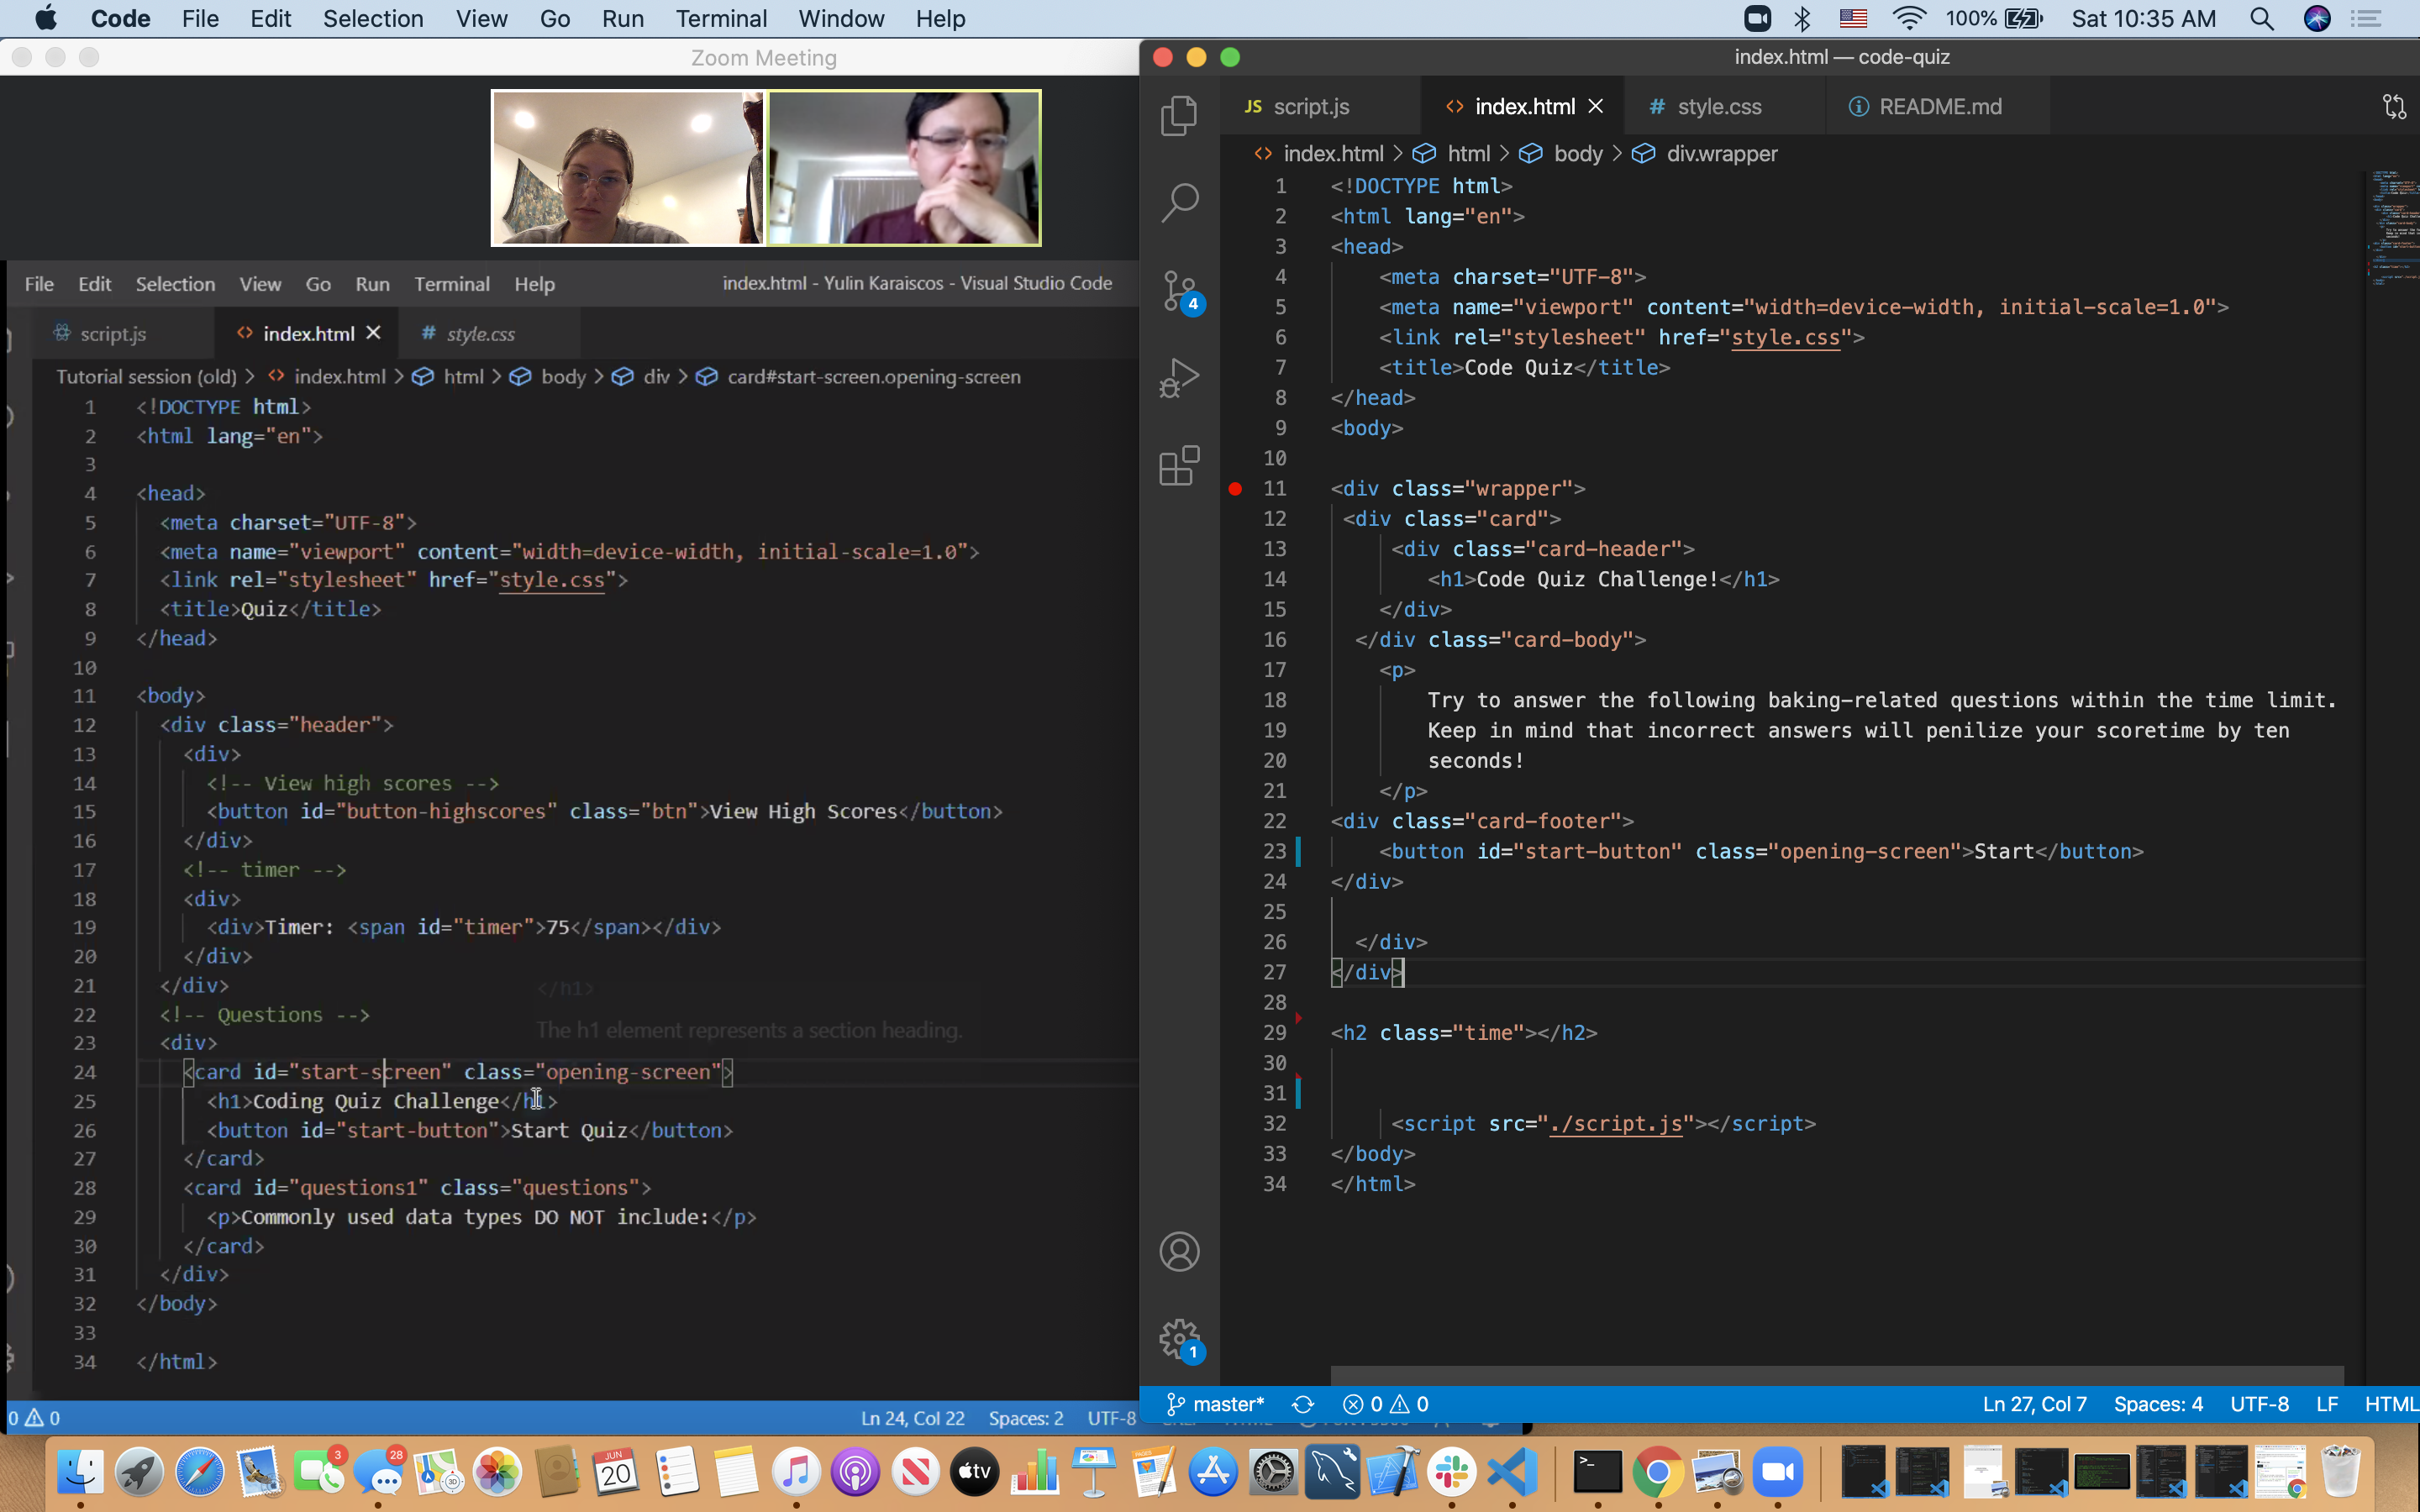 Code File Edit Selection View Go Run Terminal Window Help 100% Sat 10:35 AM
Zoom Meeting
File Edit Selection View Go Run Terminal Help index.html - Yulin Karaiscos - Visual Studio Code
script.js index.html style.css
Tutorial session (old) > index.html > html > body > div > card#start-screen.opening-screen
1 <!DOCTYPE html>
2 <html lang="en">
3
4 <head>
5 <meta charset="UTF-8">
6 <meta name="viewport" content="width=device-width, initial-scale=1.0">
7 <link rel="stylesheet" href="style.css">
8 <title>Quiz</title>
9 </head>
10
11 <body>
12 <div class="header">
13 <div>
14 <!-- View high scores -->
15 <button id="button-highscores" class="btn">View High Scores</button>
16 </div>
17 <!-- timer -->
18 <div>
19 <div>Timer: <span id="timer">75</span></div>
20 </div>
21 </div>
</h1>
22 <!-- Questions -->
The h1 element represents a section heading.
23 <div>
24 <card id="start-screen" class="opening-screen">
25 <h1>Coding Quiz Challenge</h1>
26 <button id="start-button">Start Quiz</button>
27 </card>
28 <card id="questions1" class="questions">
29 <p>Commonly used data types DO NOT include:</p>
30 </card>
31 </div>
32 </body>
33
34 </html>
0 0 Ln 24, Col 22 Spaces: 2 UTF-8
index.html — code-quiz
JS script.js index.html # style.css README.md
index.html > html > body > div.wrapper
1 <!DOCTYPE html>
2 <html lang="en">
3 <head>
4 <meta charset="UTF-8">
5 <meta name="viewport" content="width=device-width, initial-scale=1.0">
6 <link rel="stylesheet" href="style.css">
7 <title>Code Quiz</title>
8 </head>
9 <body>
10
11 <div class="wrapper">
12 <div class="card">
13 <div class="card-header">
14 <h1>Code Quiz Challenge!</h1>
15 </div>
16 </div class="card-body">
17 <p>
18 Try to answer the following baking-related questions within the time limit.
19 Keep in mind that incorrect answers will penilize your scoretime by ten
20 seconds!
21 </p>
22 <div class="card-footer">
23 <button id="start-button" class="opening-screen">Start</button>
24 </div>
25
26 </div>
27 </div>
28
29 <h2 class="time"></h2>
30
31
32 <script src="./script.js"></script>
33 </body>
34 </html>
4
1
master* 0 0 Ln 27, Col 7 Spaces: 4 UTF-8 LF HTML
3 28 3D JUN 20 tv PAGES